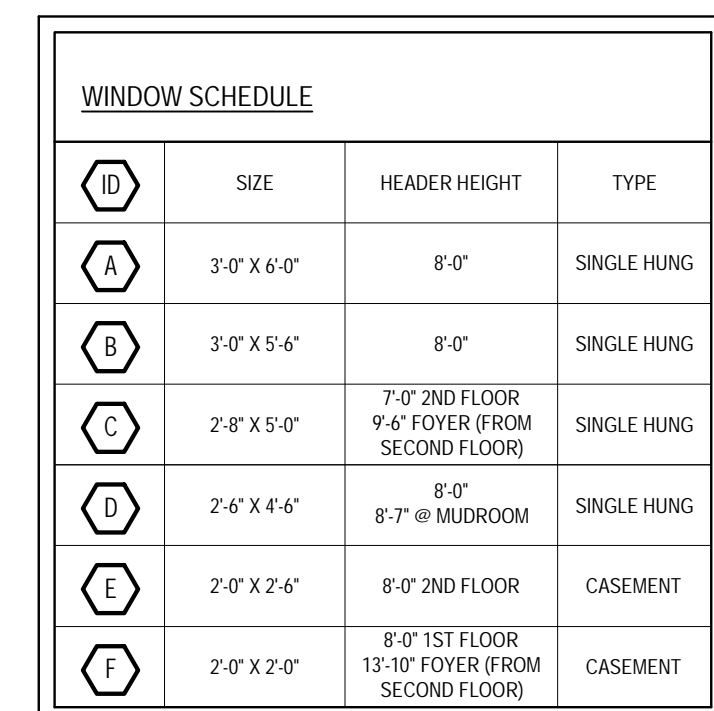 WINDOW SCHEDULE
ID SIZE HEADER HEIGHT TYPE
A 3'-0" X 6'-0" 8'-0" SINGLE HUNG
B 3'-0" X 5'-6" 8'-0" SINGLE HUNG
C 2'-8" X 5'-0" 7'-0" 2ND FLOOR
9'-6" FOYER (FROM
SECOND FLOOR) SINGLE HUNG
D 2'-6" X 4'-6" 8'-0"
8'-7" @ MUDROOM SINGLE HUNG
E 2'-0" X 2'-6" 8'-0" 2ND FLOOR CASEMENT
F 2'-0" X 2'-0" 8'-0" 1ST FLOOR
13'-10" FOYER (FROM
SECOND FLOOR) CASEMENT